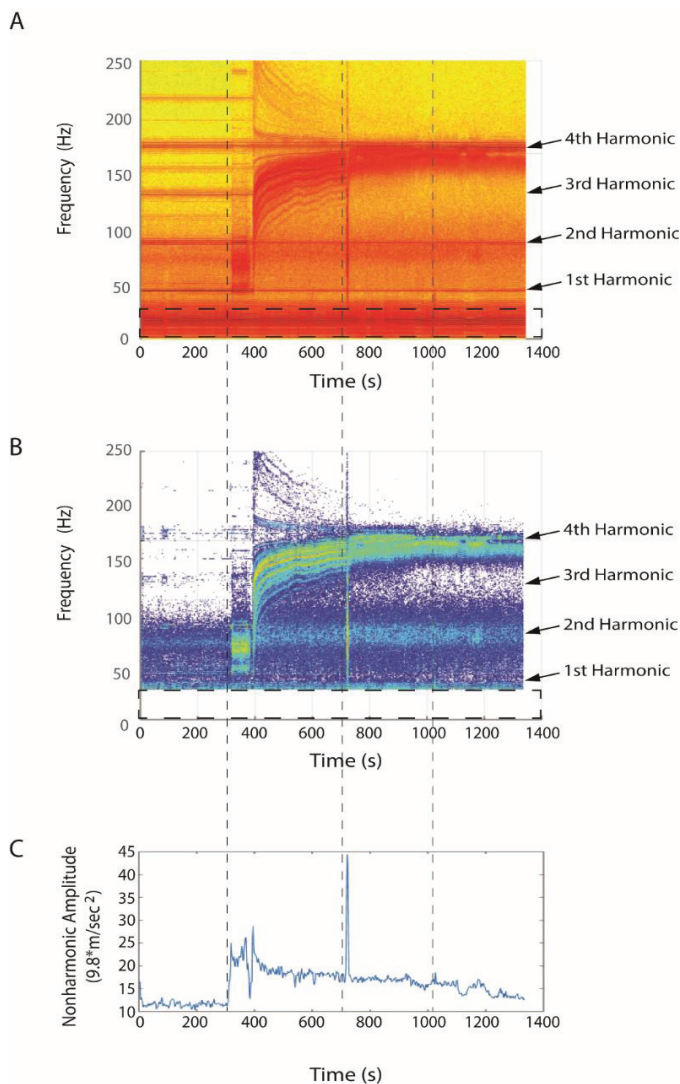 A
250
200
150
100
50
0
Frequency (Hz)
4th Harmonic
3rd Harmonic
2nd Harmonic
1st Harmonic
0 200 400 600 800 1000 1200 1400
Time (s)
B
250
200
150
100
50
0
Frequency (Hz)
4th Harmonic
3rd Harmonic
2nd Harmonic
1st Harmonic
0 200 400 600 800 1000 1200 1400
Time (s)
C
45
40
35
30
25
20
15
10
Nonharmonic Amplitude
(9.8*m/sec²)
0 200 400 600 800 1000 1200 1400
Time (s)